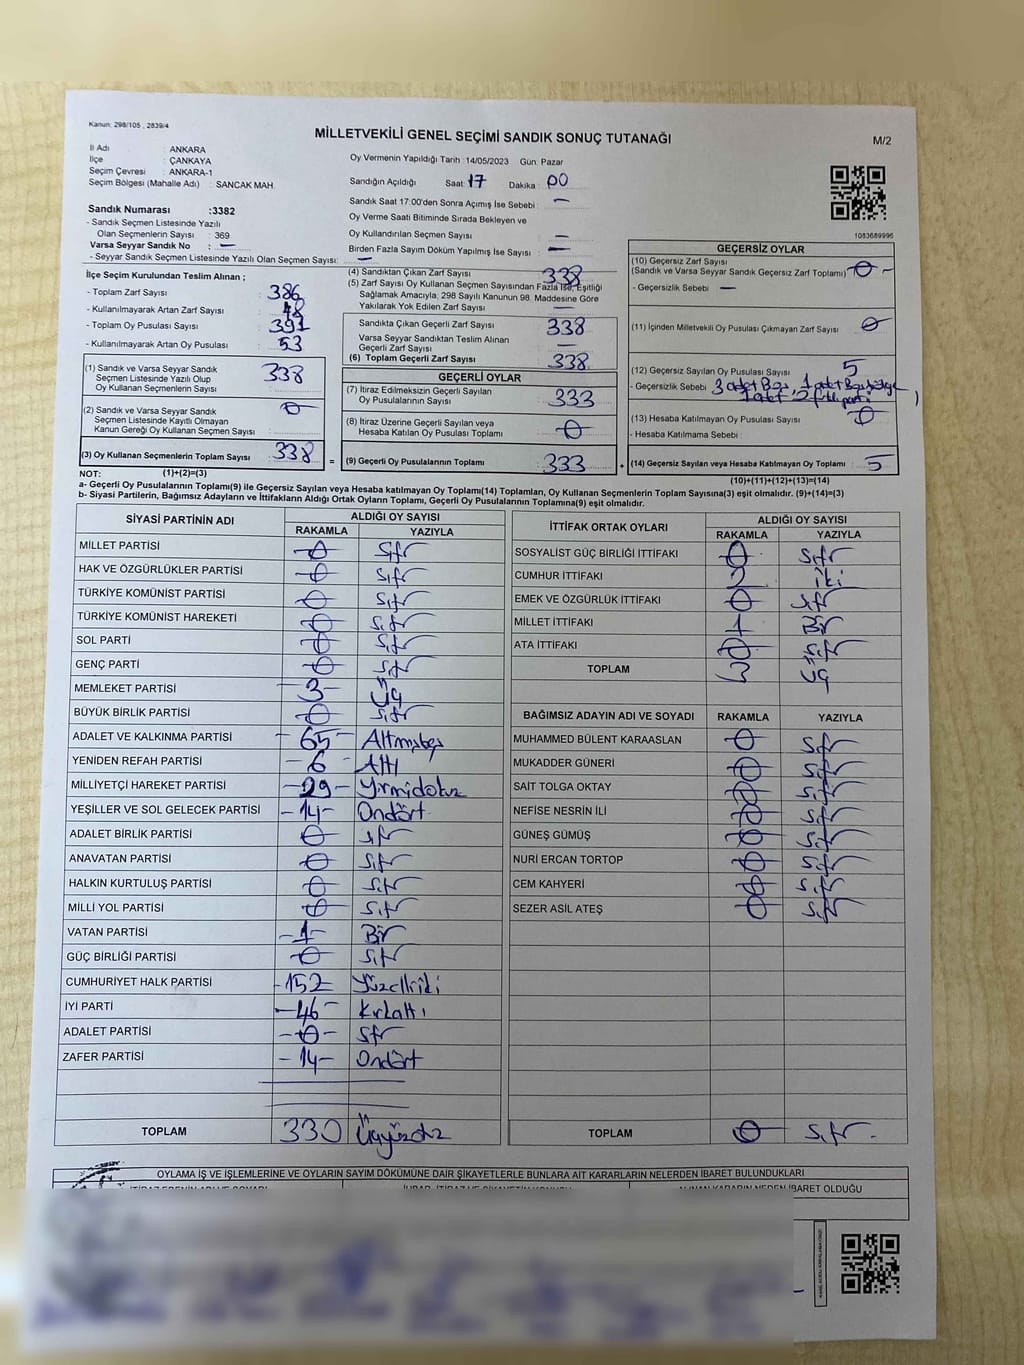 Kanun: 298/105 , 2839/4
MİLLETVEKİLİ GENEL SEÇİMİ SANDIK SONUÇ TUTANAĞI
M/2
İl Adı : ANKARA
İlçe : ÇANKAYA
Seçim Çevresi : ANKARA-1
Seçim Bölgesi (Mahalle Adı) : SANCAK MAH.
Sandık Numarası :3382
- Sandık Seçmen Listesinde Yazılı
Olan Seçmenlerin Sayısı : 369
Varsa Seyyar Sandık No : —
- Seyyar Sandık Seçmen Listesinde Yazılı Olan Seçmen Sayısı: —
Oy Vermenin Yapıldığı Tarih :14/05/2023 Gün: Pazar
Sandığın Açıldığı Saat: 17 Dakika : 00
Sandık Saat 17:00'den Sonra Açımış İse Sebebi : —
Oy Verme Saati Bitiminde Sırada Bekleyen ve
Oy Kullandırılan Seçmen Sayısı : —
Birden Fazla Sayım Döküm Yapılmış İse Sayısı : —
1083689996
İlçe Seçim Kurulundan Teslim Alınan ;
- Toplam Zarf Sayısı : 386
- Kullanılmayarak Artan Zarf Sayısı : 48
- Toplam Oy Pusulası Sayısı : 391
- Kullanılmayarak Artan Oy Pusulası : 53
(1) Sandık ve Varsa Seyyar Sandık
Seçmen Listesinde Yazılı Olup
Oy Kullanan Seçmenlerin Sayısı : 338
(2) Sandık ve Varsa Seyyar Sandık
Seçmen Listesinde Kayıtlı Olmayan
Kanun Gereği Oy Kullanan Seçmen Sayısı : 0
(3) Oy Kullanan Seçmenlerin Toplam Sayısı : 338
(1)+(2)=(3)
(4) Sandıktan Çıkan Zarf Sayısı 338
(5) Zarf Sayısı Oy Kullanan Seçmen Sayısından Fazla İse, Eşitliği
Sağlamak Amacıyla; 298 Sayılı Kanunun 98. Maddesine Göre
Yakılarak Yok Edilen Zarf Sayısı : —
Sandıkta Çıkan Geçerli Zarf Sayısı 338
Varsa Seyyar Sandıktan Teslim Alınan
Geçerli Zarf Sayısı : —
(6) Toplam Geçerli Zarf Sayısı : 338
GEÇERLİ OYLAR
(7) İtiraz Edilmeksizin Geçerli Sayılan
Oy Pusulalarının Sayısı : 333
(8) İtiraz Üzerine Geçerli Sayılan veya
Hesaba Katılan Oy Pusulası Toplamı : 0
= (9) Geçerli Oy Pusulalarının Toplamı : 333
GEÇERSİZ OYLAR
(10) Geçersiz Zarf Sayısı
(Sandık ve Varsa Seyyar Sandık Geçersiz Zarf Toplamı) : 0
- Geçersizlik Sebebi : —
(11) İçinden Milletvekili Oy Pusulası Çıkmayan Zarf Sayısı : 0
(12) Geçersiz Sayılan Oy Pusulası Sayısı : 5
- Geçersizlik Sebebi : 3 adet Boş, 1 adet
1 adet 2 parti
(13) Hesaba Katılmayan Oy Pusulası Sayısı : 0
- Hesaba Katılmama Sebebi :
+ (14) Geçersiz Sayılan veya Hesaba Katılmayan Oy Toplamı : 5
(10)+(11)+(12)+(13)=(14)
NOT:
a- Geçerli Oy Pusulalarının Toplamı(9) ile Geçersiz Sayılan veya Hesaba katılmayan Oy Toplamı(14) Toplamları, Oy Kullanan Seçmenlerin Toplam Sayısına(3) eşit olmalıdır. (9)+(14)=(3)
b- Siyasi Partilerin, Bağımsız Adayların ve İttifakların Aldığı Ortak Oyların Toplamı, Geçerli Oy Pusulalarının Toplamına(9) eşit olmalıdır.
SİYASİ PARTİNİN ADI ALDIĞI OY SAYISI
RAKAMLA YAZIYLA
MİLLET PARTİSİ 0 Sıfır
HAK VE ÖZGÜRLÜKLER PARTİSİ 0 Sıfır
TÜRKİYE KOMÜNİST PARTİSİ 0 Sıfır
TÜRKİYE KOMÜNİST HAREKETİ 0 Sıfır
SOL PARTİ 0 Sıfır
GENÇ PARTİ 0 Sıfır
MEMLEKET PARTİSİ -3- Üç
BÜYÜK BİRLİK PARTİSİ 0 Sıfır
ADALET VE KALKINMA PARTİSİ -65- Altmışbeş
YENİDEN REFAH PARTİSİ -6- Altı
MİLLİYETÇİ HAREKET PARTİSİ -29- Yirmidokuz
YEŞİLLER VE SOL GELECEK PARTİSİ -14- Ondört
ADALET BİRLİK PARTİSİ 0 Sıfır
ANAVATAN PARTİSİ 0 Sıfır
HALKIN KURTULUŞ PARTİSİ 0 Sıfır
MİLLİ YOL PARTİSİ 0 Sıfır
VATAN PARTİSİ -1- Bir
GÜÇ BİRLİĞİ PARTİSİ 0 Sıfır
CUMHURİYET HALK PARTİSİ -152 Yüzelliiki
İYİ PARTİ -46- Kırkaltı
ADALET PARTİSİ -0- Sıfır
ZAFER PARTİSİ -14- Ondört
TOPLAM 330 Üçyüzotuz
İTTİFAK ORTAK OYLARI ALDIĞI OY SAYISI
RAKAMLA YAZIYLA
SOSYALİST GÜÇ BİRLİĞİ İTTİFAKI 0 Sıfır
CUMHUR İTTİFAKI 2 İki
EMEK VE ÖZGÜRLÜK İTTİFAKI 0 Sıfır
MİLLET İTTİFAKI 1 Bir
ATA İTTİFAKI 0 Sıfır
TOPLAM 3 Üç
BAĞIMSIZ ADAYIN ADI VE SOYADI RAKAMLA YAZIYLA
MUHAMMED BÜLENT KARAASLAN 0 Sıfır
MUKADDER GÜNERİ 0 Sıfır
SAİT TOLGA OKTAY 0 Sıfır
NEFİSE NESRİN İLİ 0 Sıfır
GÜNEŞ GÜMÜŞ 0 Sıfır
NURİ ERCAN TORTOP 0 Sıfır
CEM KAHYERİ 0 Sıfır
SEZER ASİL ATEŞ 0 Sıfır
TOPLAM 0 Sıfır.
OYLAMA İŞ VE İŞLEMLERİNE VE OYLARIN SAYIM DÖKÜMÜNE DAİR ŞİKAYETLERLE BUNLARA AİT KARARLARIN NELERDEN İBARET BULUNDUKLARI
ALINAN KARARIN NEDEN İBARET OLDUĞU